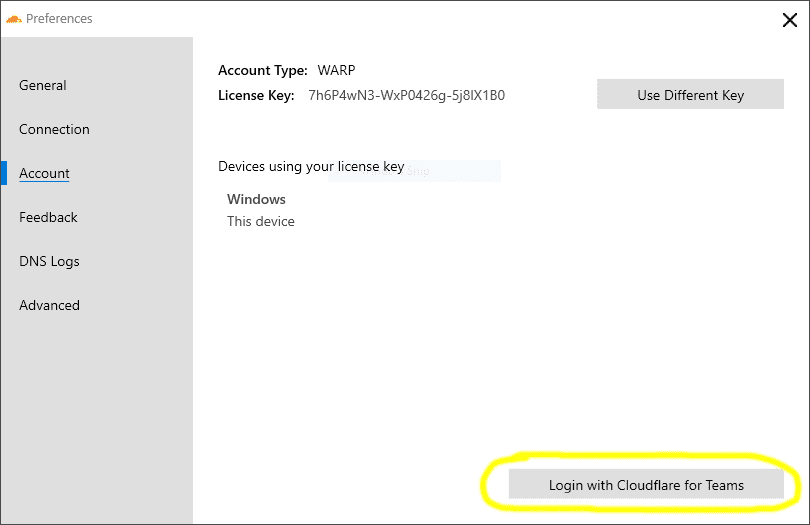 Preferences
General
Connection
Account
Feedback
DNS Logs
Advanced
Account Type: WARP
License Key: 7h6P4wN3-WxP0426g-5j8IX1B0
Use Different Key
Devices using your license key
Windows
This device
Login with Cloudflare for Teams